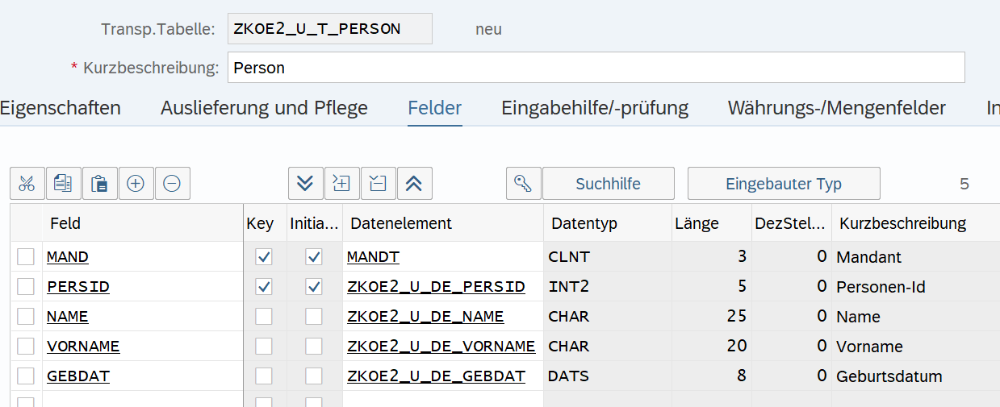 Transp.Tabelle: ZKOE2_U_T_PERSON neu
* Kurzbeschreibung: Person
Eigenschaften Auslieferung und Pflege Felder Eingabehilfe/-prüfung Währungs-/Mengenfelder In
Suchhilfe Eingebauter Typ 5
Feld Key Initia... Datenelement Datentyp Länge DezStel... Kurzbeschreibung
MAND MANDT CLNT 3 0 Mandant
PERSID ZKOE2_U_DE_PERSID INT2 5 0 Personen-Id
NAME ZKOE2_U_DE_NAME CHAR 25 0 Name
VORNAME ZKOE2_U_DE_VORNAME CHAR 20 0 Vorname
GEBDAT ZKOE2_U_DE_GEBDAT DATS 8 0 Geburtsdatum